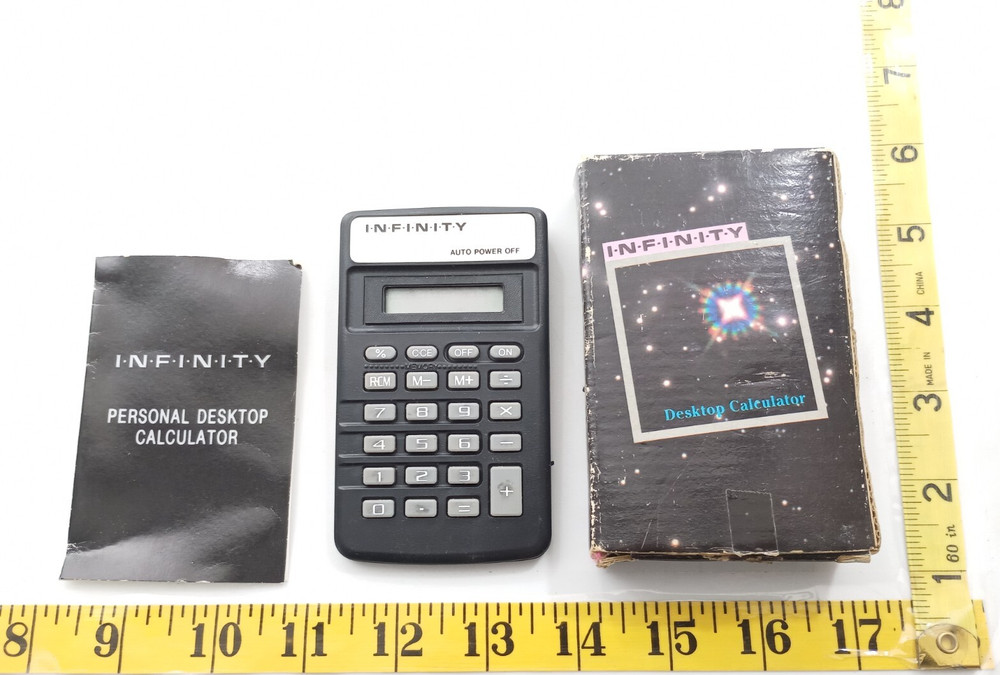 I·N·F·I·N·I·T·Y
PERSONAL DESKTOP
CALCULATOR
I·N·F·I·N·I·T·Y
AUTO POWER OFF
% CCE OFF ON
MEMORY
RCM M− M+ ÷
7 8 9 X
4 5 6 −
1 2 3 +
0 · =
I·N·F·I·N·I·T·Y
Desktop Calculator
8 9 10 11 12 13 14 15 16 17
8
7
6
5
CHINA
4
MADE IN
3
2
60 in
1